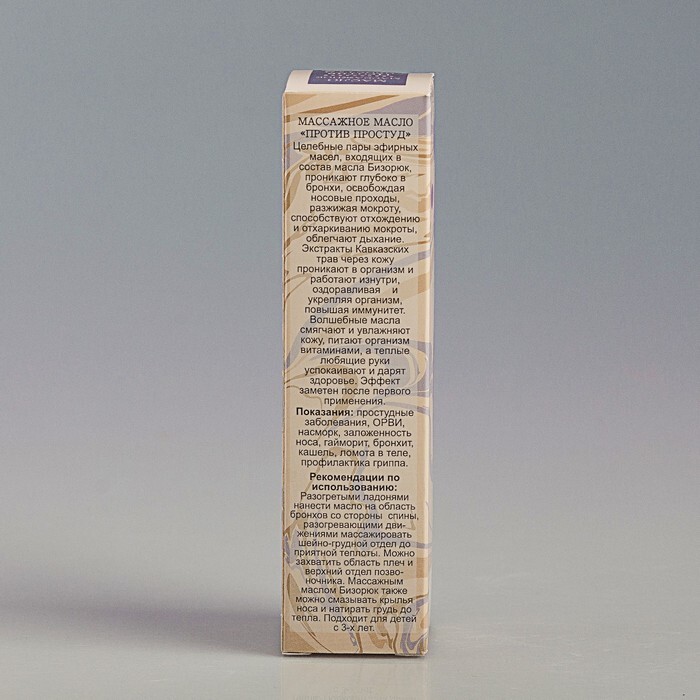 МАССАЖНОЕ МАСЛО
«ПРОТИВ ПРОСТУД»
Целебные пары эфирных
масел, входящих в
состав масла Бизорюк,
проникают глубоко в
бронхи, освобождая
носовые проходы,
разжижая мокроту,
способствуют отхождению
и отхаркиванию мокроты,
облегчают дыхание.
Экстракты Кавказских
трав через кожу
проникают в организм и
работают изнутри,
оздоравливая и
укрепляя организм,
повышая иммунитет.
Волшебные масла
смягчают и увлажняют
кожу, питают организм
витаминами, а теплые
любящие руки
успокаивают и дарят
здоровье. Эффект
заметен после первого
применения.
Показания: простудные
заболевания, ОРВИ,
насморк, заложенность
носа, гайморит, бронхит,
кашель, ломота в теле,
профилактика гриппа.
Рекомендации по
использованию:
Разогретыми ладонями
нанести масло на область
бронхов со стороны спины,
разогревающими дви-
жениями массажировать
шейно-грудной отдел до
приятной теплоты. Можно
захватить область плеч и
верхний отдел позво-
ночника. Массажным
маслом Бизорюк также
можно смазывать крылья
носа и натирать грудь до
тепла. Подходит для детей
с 3-х лет.